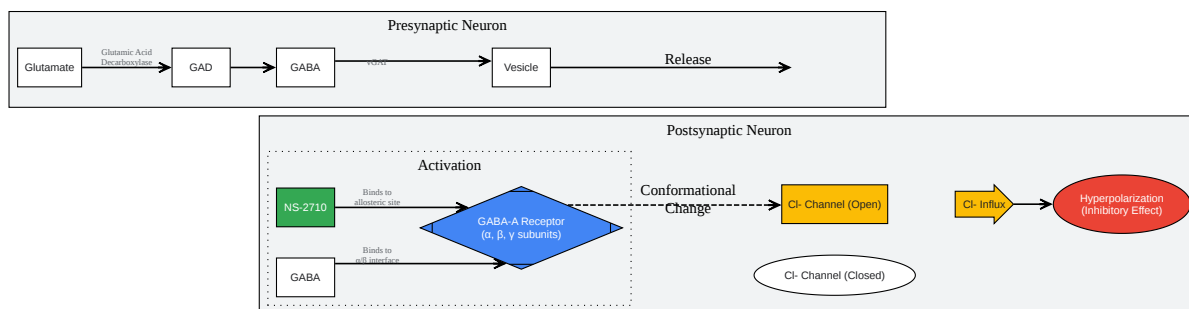 Presynaptic Neuron
Glutamate
Glutamic Acid
Decarboxylase
GAD
GABA
vGAT
Vesicle
Release
Postsynaptic Neuron
Activation
NS-2710
Binds to
allosteric site
GABA-A Receptor
(α, β, γ subunits)
Conformational
Change
Cl- Channel (Open)
Cl- Influx
Hyperpolarization
(Inhibitory Effect)
GABA
Binds to
α/β interface
Cl- Channel (Closed)